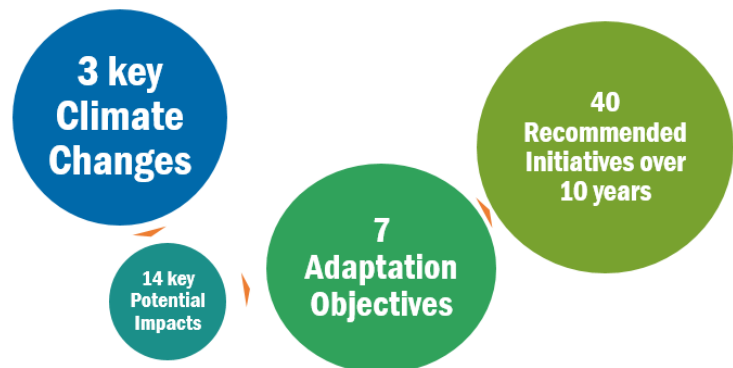 3 key
Climate
Changes
14 key
Potential
Impacts
7
Adaptation
Objectives
40
Recommended
Initiatives over
10 years